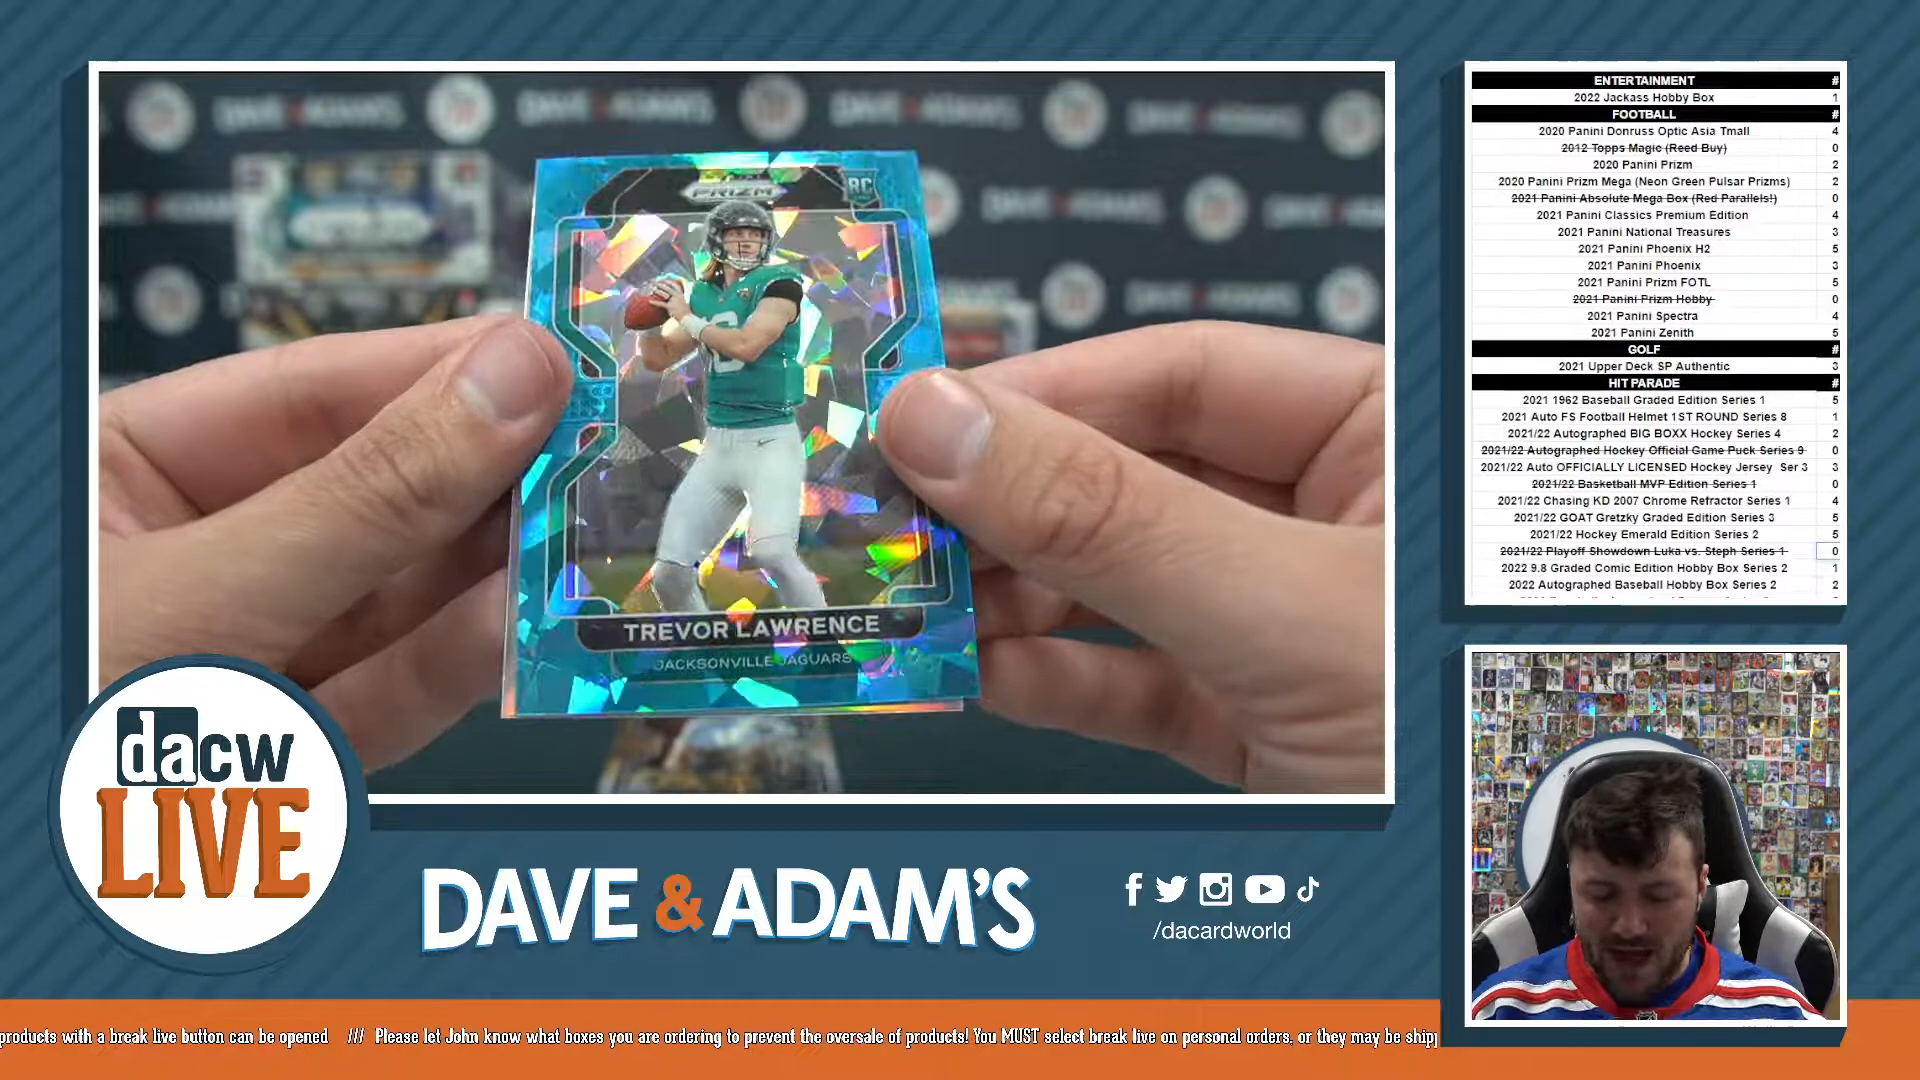 DAVE & ADAM'S
PRIZM
RC
TREVOR LAWRENCE
JACKSONVILLE JAGUARS
ENTERTAINMENT #
2022 Jackass Hobby Box 1
FOOTBALL #
2020 Panini Donruss Optic Asia Tmall 4
2012 Topps Magic (Reed Buy) 0
2020 Panini Prizm 2
2020 Panini Prizm Mega (Neon Green Pulsar Prizms) 2
2021 Panini Absolute Mega Box (Red Parallels!) 0
2021 Panini Classics Premium Edition 4
2021 Panini National Treasures 3
2021 Panini Phoenix H2 5
2021 Panini Phoenix 3
2021 Panini Prizm FOTL 5
2021 Panini Prizm Hobby 0
2021 Panini Spectra 4
2021 Panini Zenith 5
GOLF #
2021 Upper Deck SP Authentic 3
HIT PARADE #
2021 1962 Baseball Graded Edition Series 1 5
2021 Auto FS Football Helmet 1ST ROUND Series 8 1
2021/22 Autographed BIG BOXX Hockey Series 4 2
2021/22 Autographed Hockey Official Game Puck Series 9 0
2021/22 Auto OFFICIALLY LICENSED Hockey Jersey Ser 3 3
2021/22 Basketball MVP Edition Series 1 0
2021/22 Chasing KD 2007 Chrome Refractor Series 1 4
2021/22 GOAT Gretzky Graded Edition Series 3 5
2021/22 Hockey Emerald Edition Series 2 5
2021/22 Playoff Showdown Luka vs. Steph Series 1 0
2022 9.8 Graded Comic Edition Hobby Box Series 2 1
2022 Autographed Baseball Hobby Box Series 2 2
dacw
LIVE
DAVE & ADAM'S
/dacardworld
products with a break live button can be opened /// Please let John know what boxes you are ordering to prevent the oversale of products! You MUST select break live on personal orders, or they may be ship